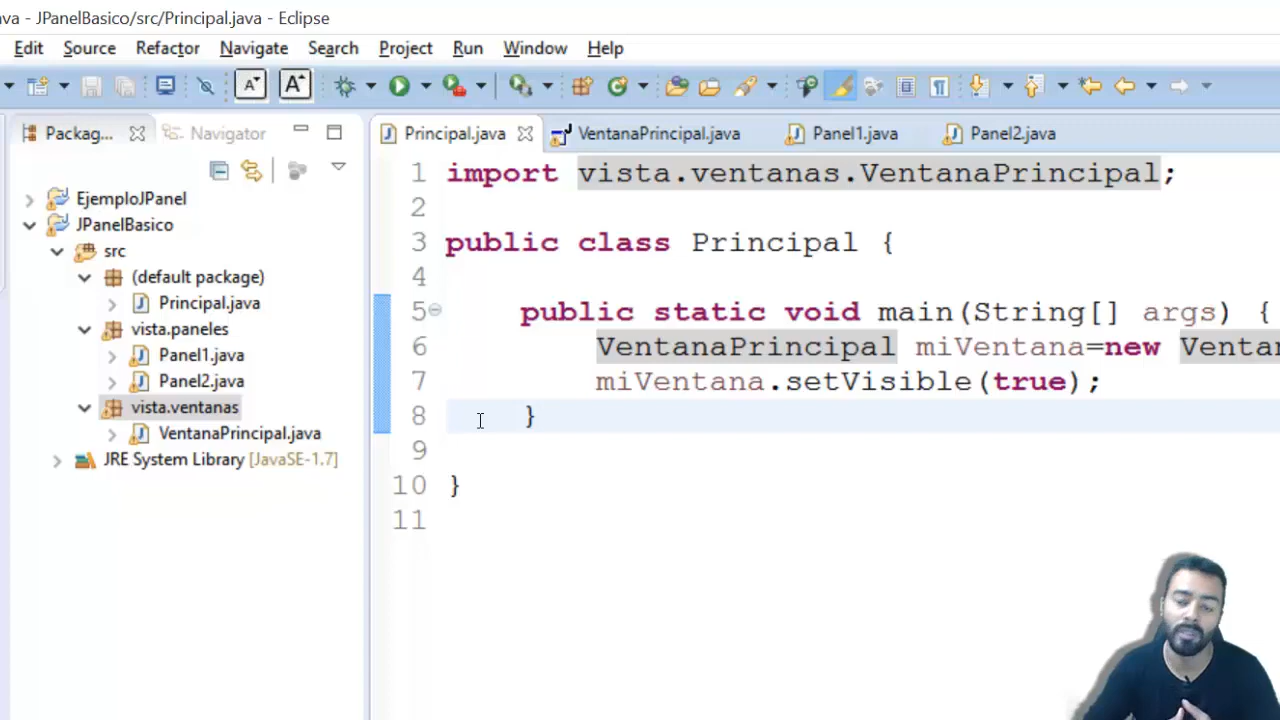 ava - JPanelBasico/src/Principal.java - Eclipse
Edit Source Refactor Navigate Search Project Run Window Help
A A
Packag... Navigator
Principal.java VentanaPrincipal.java Panel1.java Panel2.java
EjemploJPanel
JPanelBasico
src
(default package)
Principal.java
vista.paneles
Panel1.java
Panel2.java
vista.ventanas
VentanaPrincipal.java
JRE System Library [JavaSE-1.7]
1 import vista.ventanas.VentanaPrincipal;
2
3 public class Principal {
4
5 public static void main(String[] args) {
6 VentanaPrincipal miVentana=new Ventan
7 miVentana.setVisible(true);
8 }
9
10 }
11